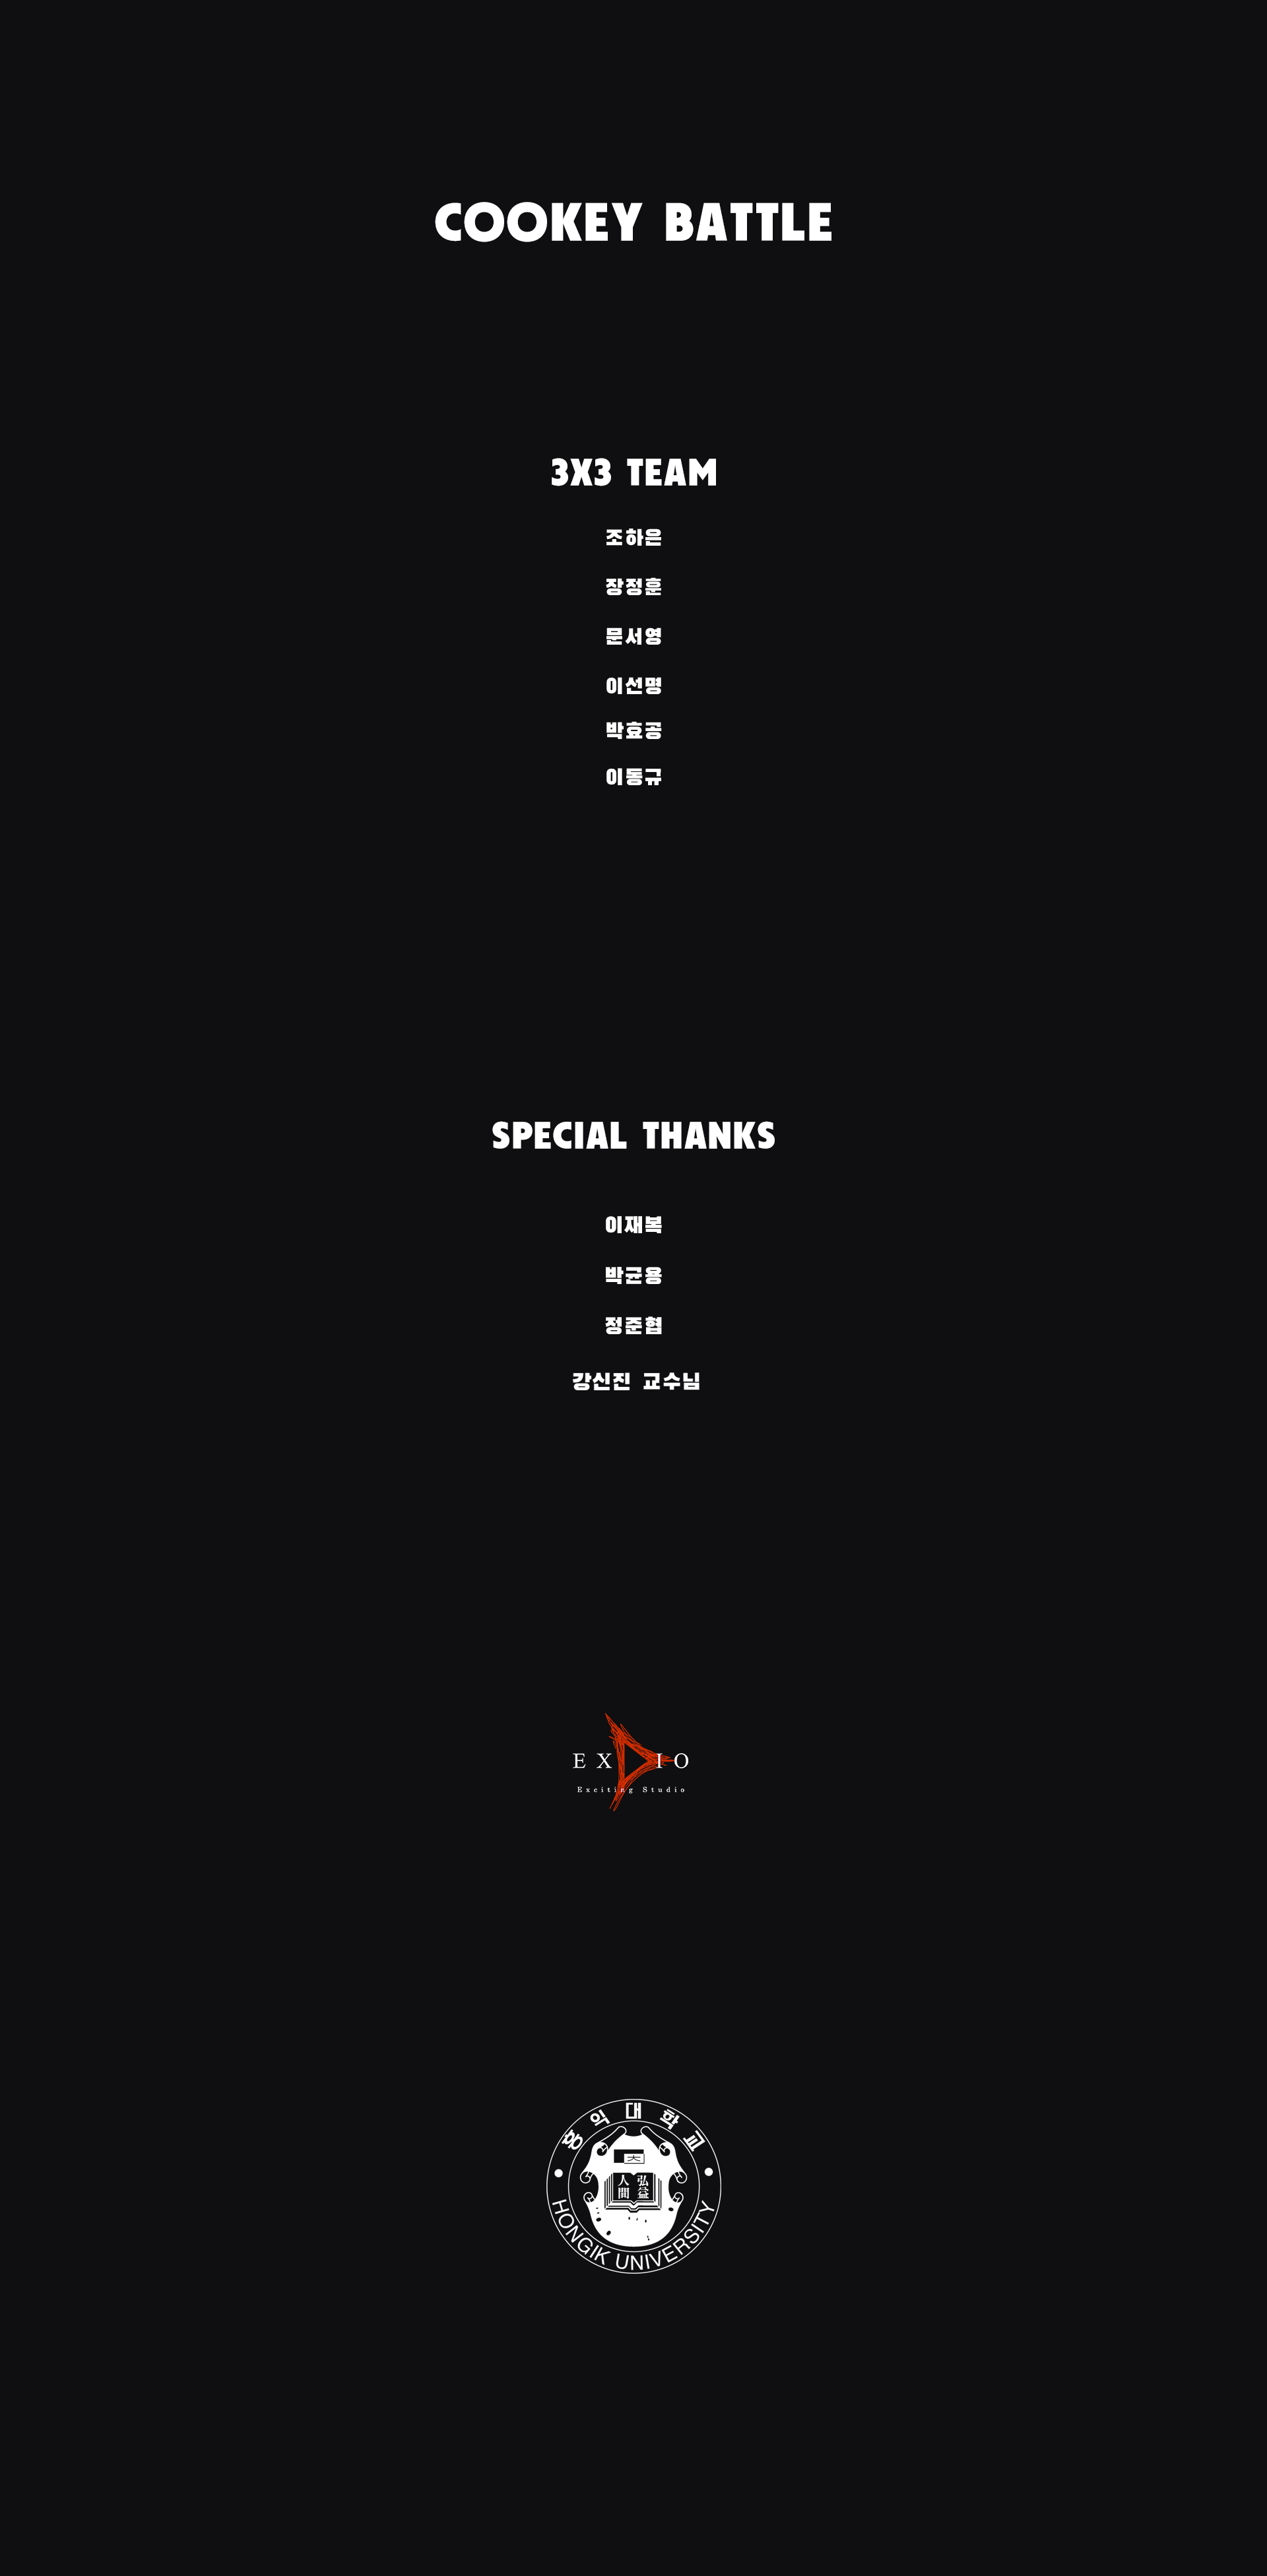 COOKEY BATTLE
3X3 TEAM
조하은
장정훈
문서영
이선명
박효공
이동규
SPECIAL THANKS
이재복
박균용
정준협
강신진 교수님
EXDIO
Exciting Studio
홍익대학교
大
人 弘
間 益
HONGIK UNIVERSITY